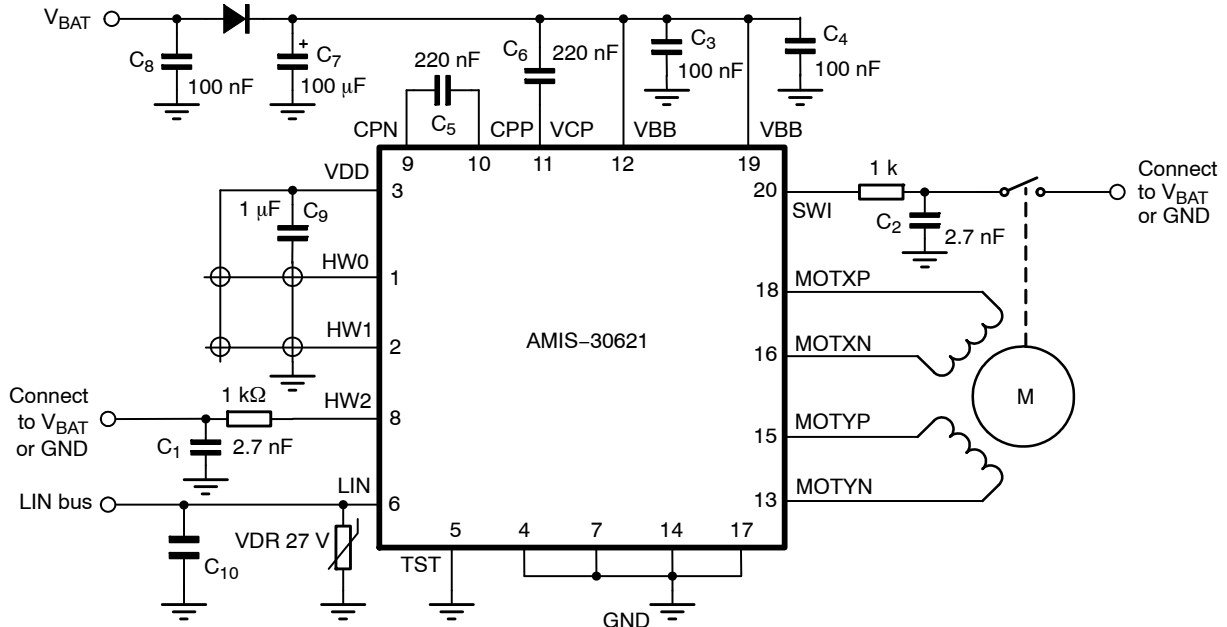 V_BAT
C8
100 nF
+
C7
100 µF
220 nF
C5
C6
220 nF
C3
100 nF
C4
100 nF
CPN
CPP
VCP
VBB
VBB
9
10
11
12
19
VDD
3
1 µF
C9
HW0
1
HW1
2
Connect
to V_BAT
or GND
1 kΩ
HW2
8
C1
2.7 nF
LIN bus
LIN
6
C10
VDR 27 V
AMIS−30621
20
SWI
1 k
C2
2.7 nF
Connect
to V_BAT
or GND
18
MOTXP
16
MOTXN
M
15
MOTYP
13
MOTYN
5
4
7
14
17
TST
GND